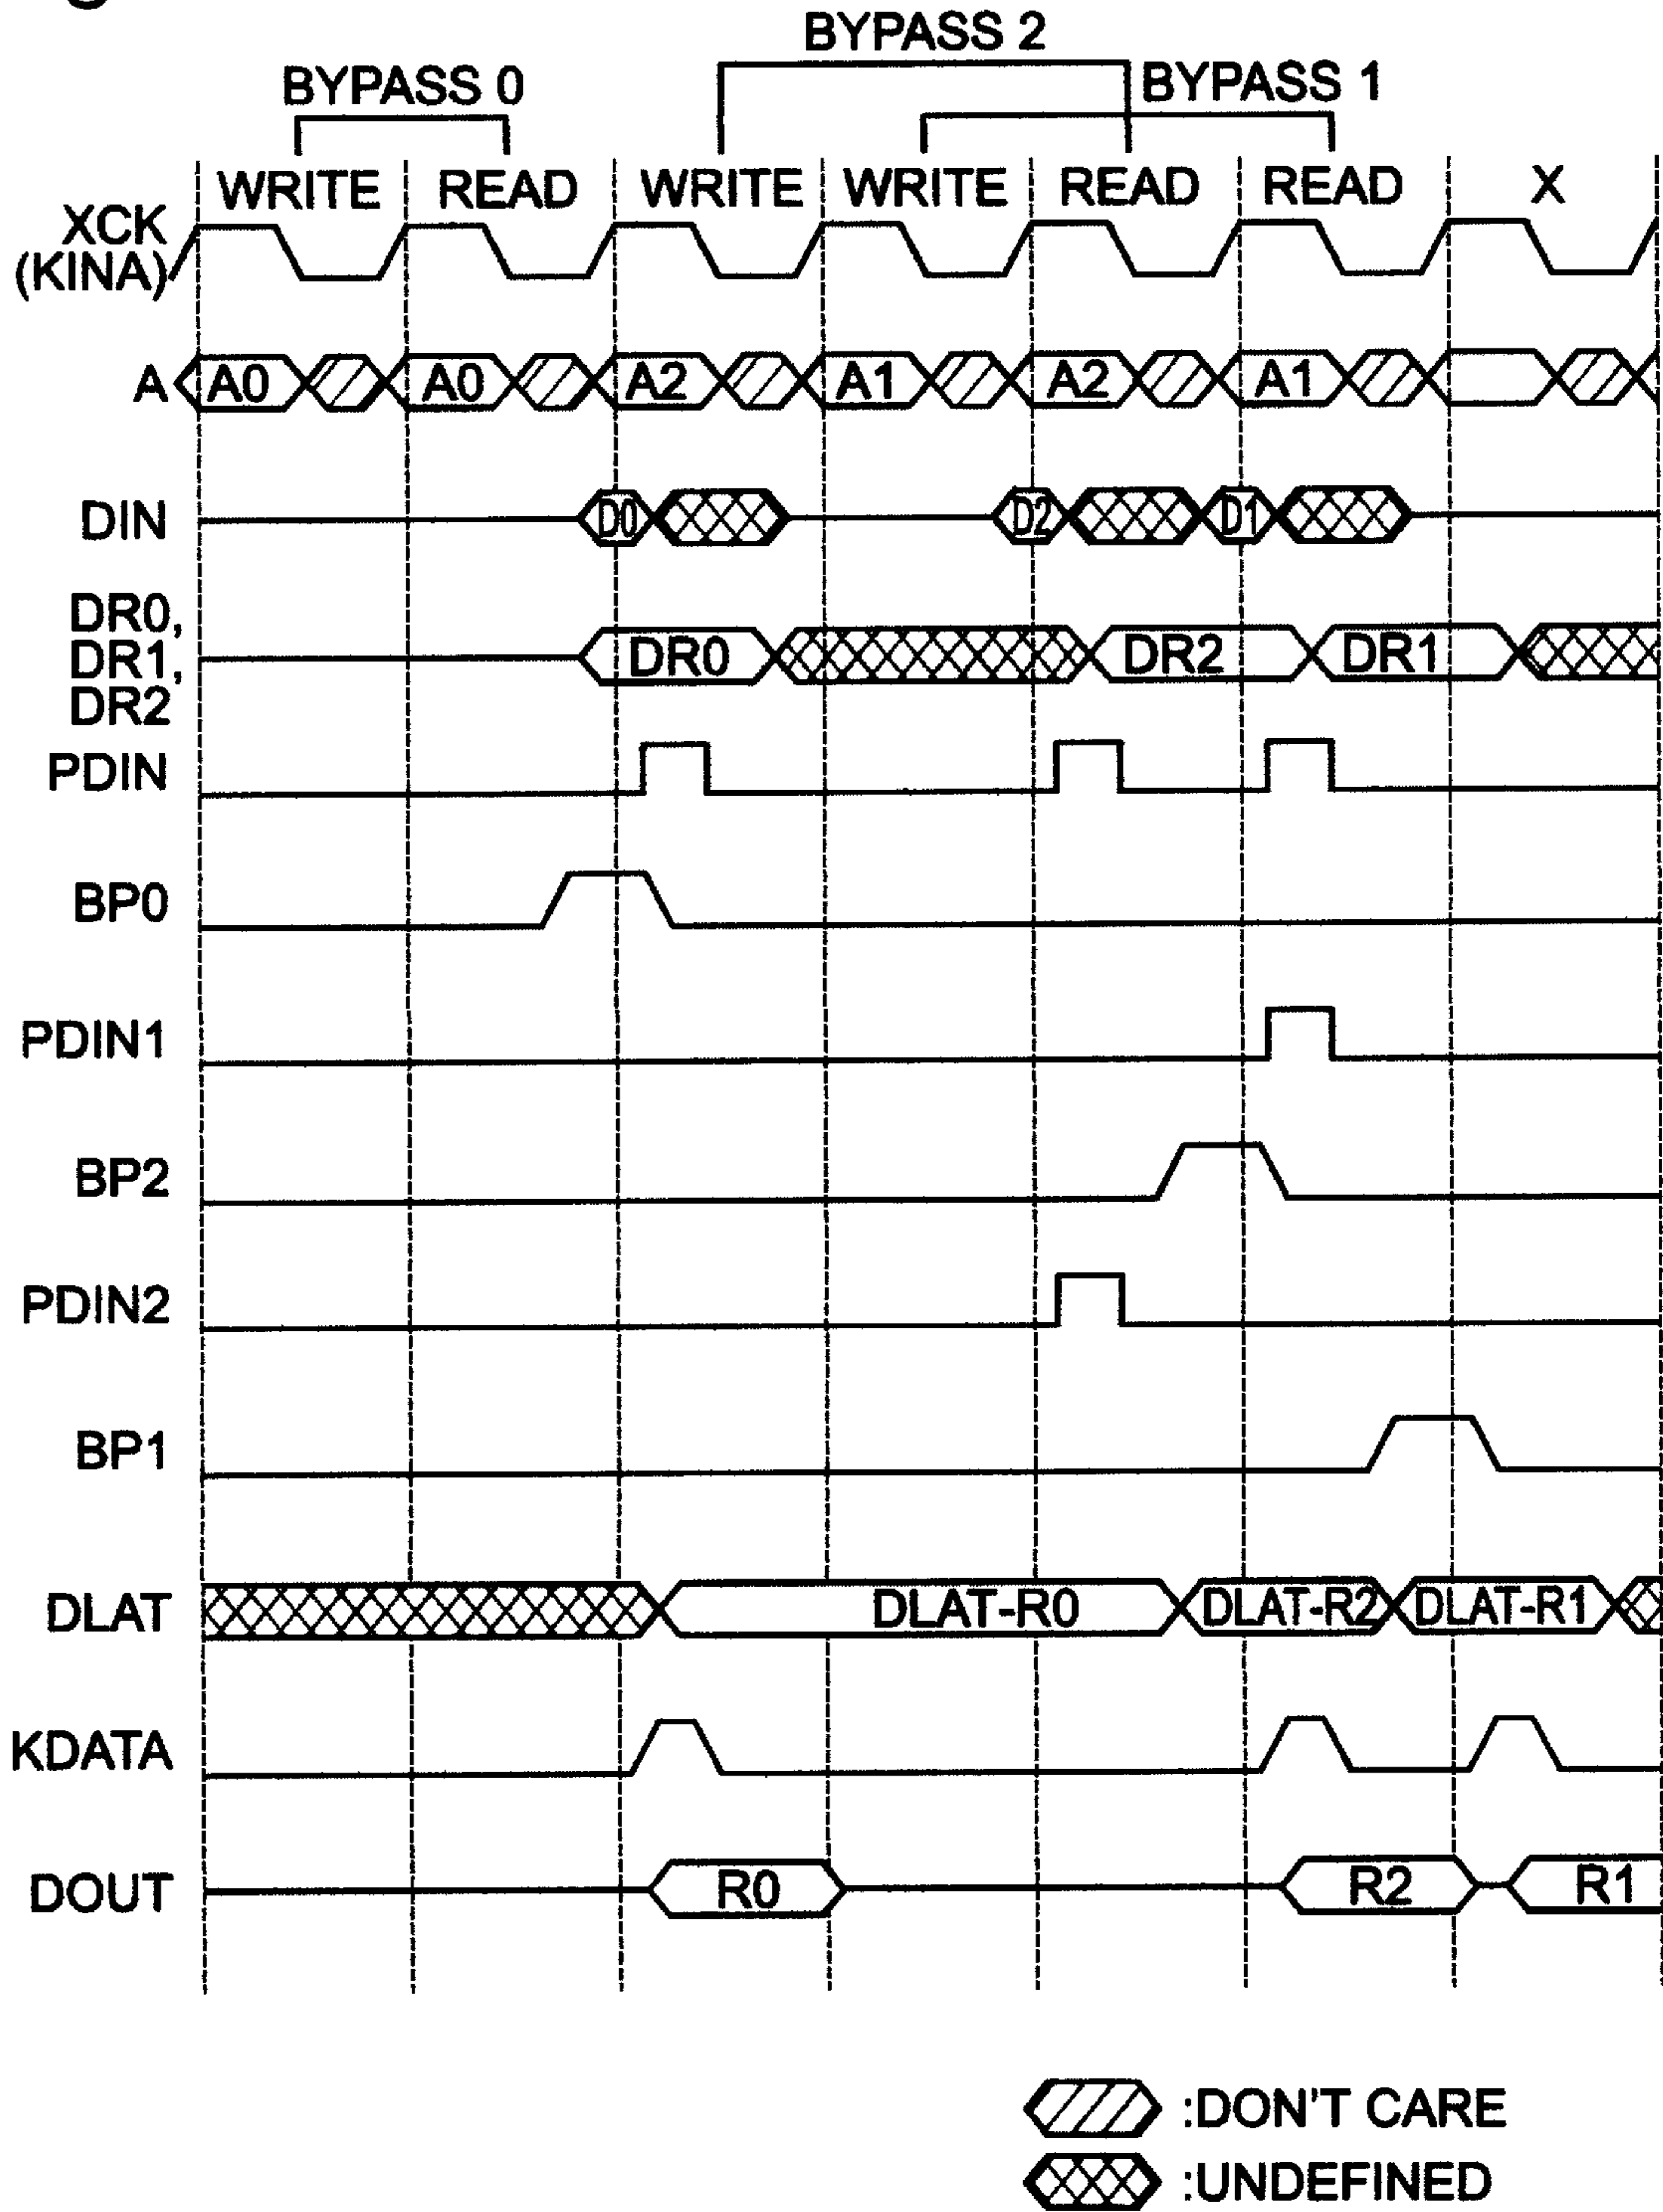 BYPASS 2
BYPASS 0 BYPASS 1
WRITE READ WRITE WRITE READ READ X
XCK
(KINA)
A A0 A0 A2 A1 A2 A1
DIN D0 D2 D1
DR0,
DR1, DR0 DR2 DR1
DR2
PDIN
BP0
PDIN1
BP2
PDIN2
BP1
DLAT DLAT-R0 DLAT-R2 DLAT-R1
KDATA
DOUT R0 R2 R1
:DON'T CARE
:UNDEFINED